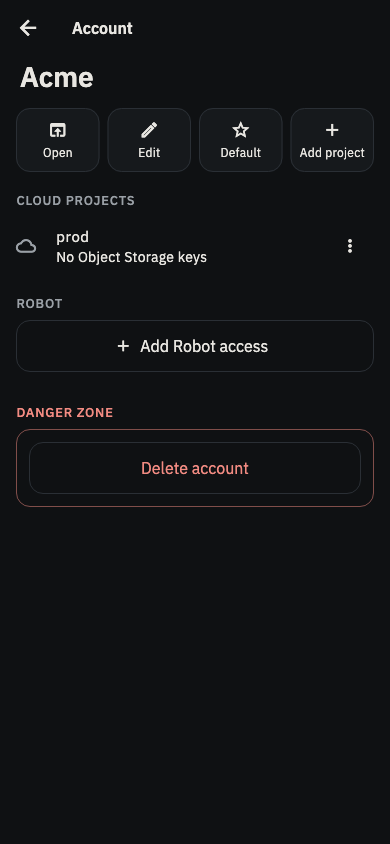 Account
Acme
Open
Edit
Default
Add project
CLOUD PROJECTS
prod
No Object Storage keys
ROBOT
Add Robot access
DANGER ZONE
Delete account